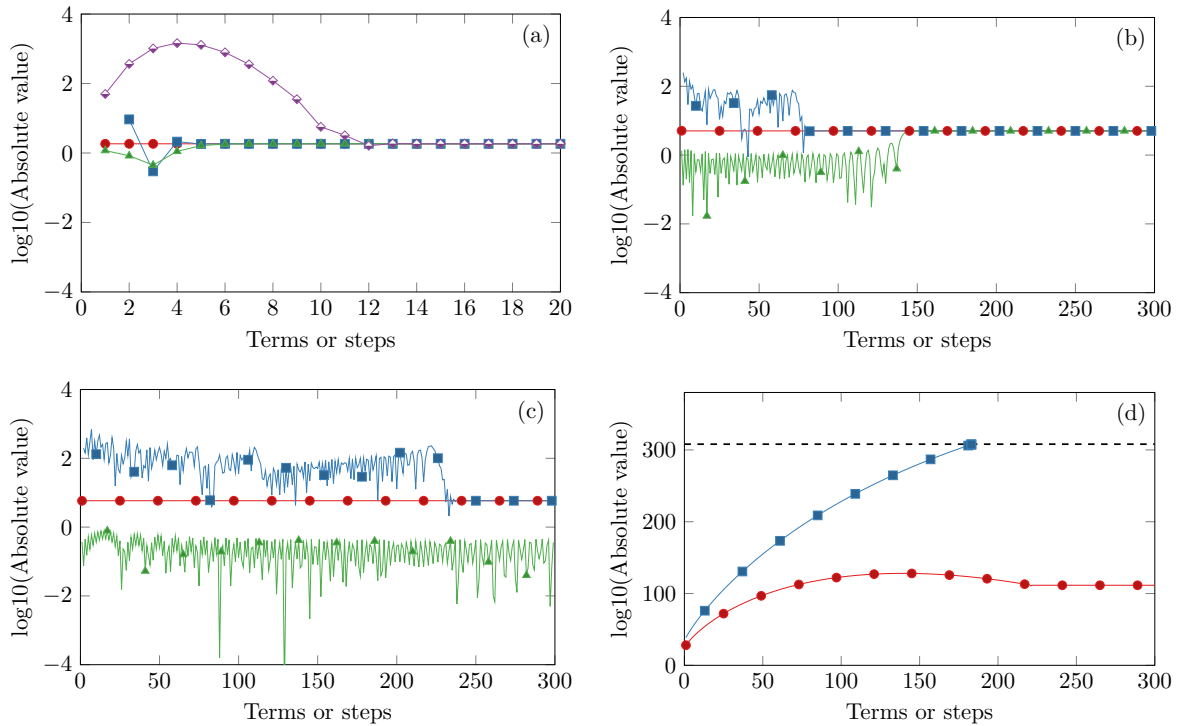 (a)
log10(Absolute value)
4
2
0
−2
−4
0 2 4 6 8 10 12 14 16 18 20
Terms or steps
(b)
log10(Absolute value)
4
2
0
−2
−4
0 50 100 150 200 250 300
Terms or steps
(c)
log10(Absolute value)
4
2
0
−2
−4
0 50 100 150 200 250 300
Terms or steps
(d)
log10(Absolute value)
300
200
100
0
0 50 100 150 200 250 300
Terms or steps